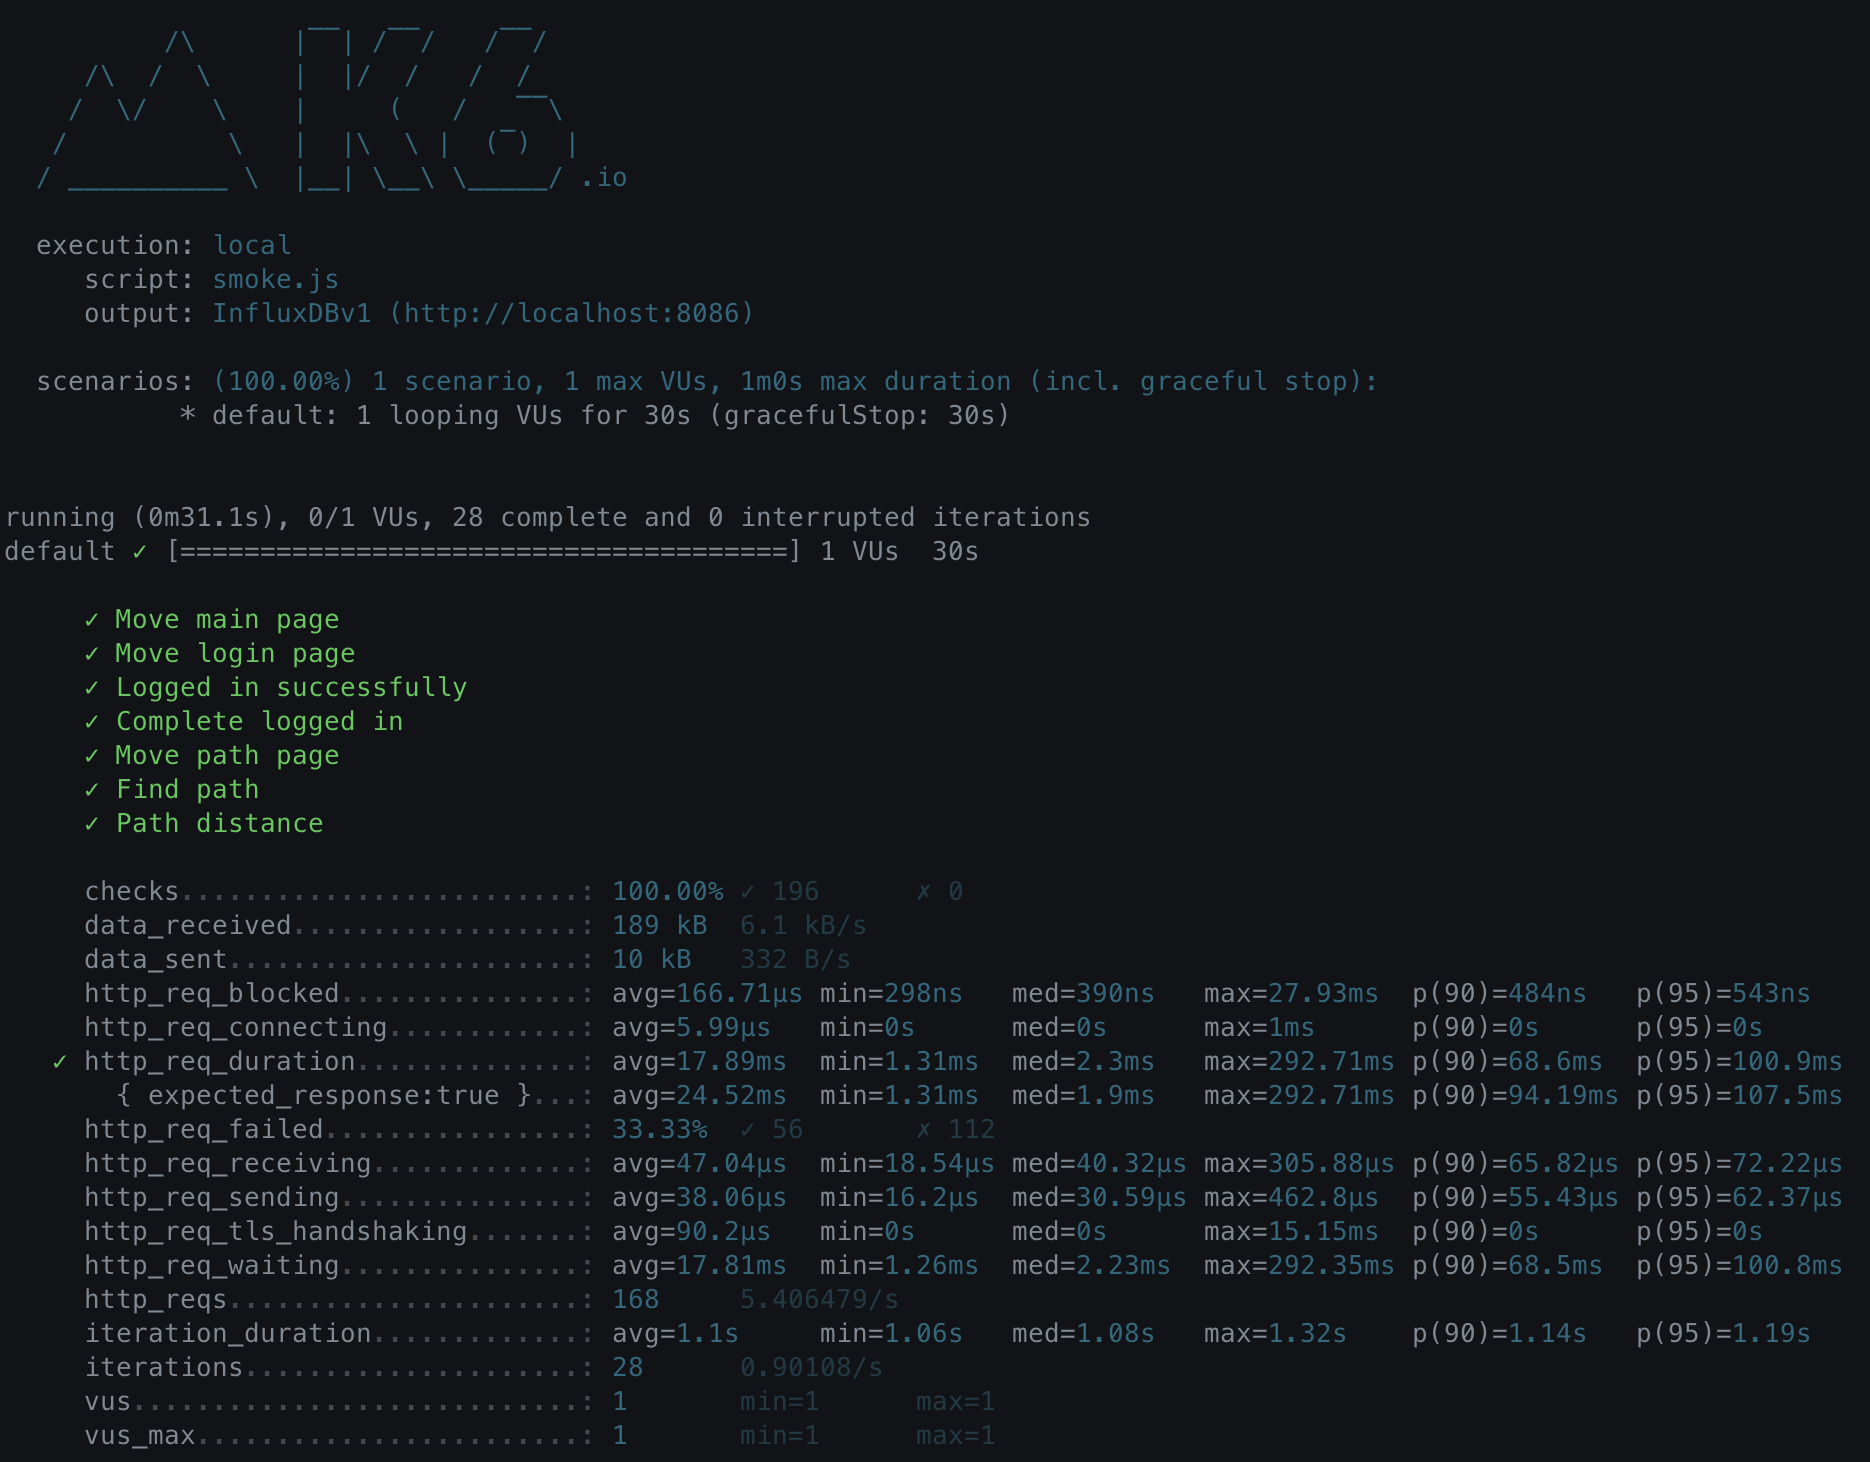 .io
execution: local
script: smoke.js
output: InfluxDBv1 (http://localhost:8086)
scenarios: (100.00%) 1 scenario, 1 max VUs, 1m0s max duration (incl. graceful stop):
* default: 1 looping VUs for 30s (gracefulStop: 30s)
running (0m31.1s), 0/1 VUs, 28 complete and 0 interrupted iterations
default ✓ [======================================] 1 VUs  30s
✓ Move main page
✓ Move login page
✓ Logged in successfully
✓ Complete logged in
✓ Move path page
✓ Find path
✓ Path distance
checks.........................: 100.00% ✓ 196      ✗ 0
data_received..................: 189 kB  6.1 kB/s
data_sent......................: 10 kB   332 B/s
http_req_blocked...............: avg=166.71µs min=298ns   med=390ns   max=27.93ms  p(90)=484ns   p(95)=543ns
http_req_connecting............: avg=5.99µs   min=0s      med=0s      max=1ms      p(90)=0s      p(95)=0s
✓ http_req_duration..............: avg=17.89ms  min=1.31ms  med=2.3ms   max=292.71ms p(90)=68.6ms  p(95)=100.9ms
{ expected_response:true }...: avg=24.52ms  min=1.31ms  med=1.9ms   max=292.71ms p(90)=94.19ms p(95)=107.5ms
http_req_failed................: 33.33%  ✓ 56       ✗ 112
http_req_receiving.............: avg=47.04µs  min=18.54µs med=40.32µs max=305.88µs p(90)=65.82µs p(95)=72.22µs
http_req_sending...............: avg=38.06µs  min=16.2µs  med=30.59µs max=462.8µs  p(90)=55.43µs p(95)=62.37µs
http_req_tls_handshaking.......: avg=90.2µs   min=0s      med=0s      max=15.15ms  p(90)=0s      p(95)=0s
http_req_waiting...............: avg=17.81ms  min=1.26ms  med=2.23ms  max=292.35ms p(90)=68.5ms  p(95)=100.8ms
http_reqs......................: 168     5.406479/s
iteration_duration.............: avg=1.1s     min=1.06s   med=1.08s   max=1.32s    p(90)=1.14s   p(95)=1.19s
iterations.....................: 28      0.90108/s
vus............................: 1       min=1      max=1
vus_max........................: 1       min=1      max=1